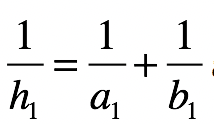 1/h₁ = 1/a₁ + 1/b₁